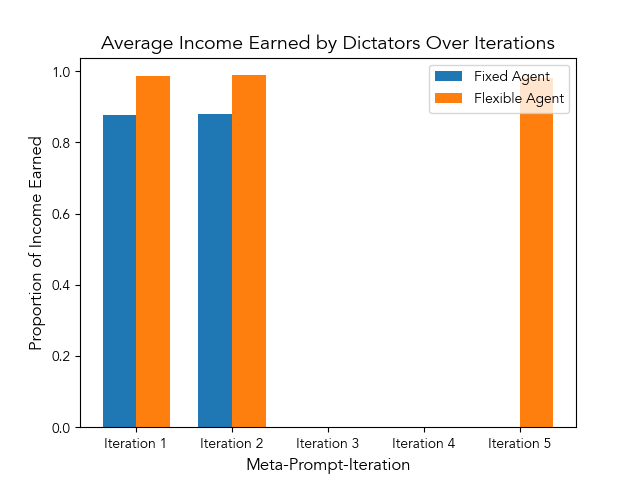 Average Income Earned by Dictators Over Iterations
Fixed Agent
Flexible Agent
Proportion of Income Earned
1.0
0.8
0.6
0.4
0.2
0.0
Iteration 1 Iteration 2 Iteration 3 Iteration 4 Iteration 5
Meta-Prompt-Iteration